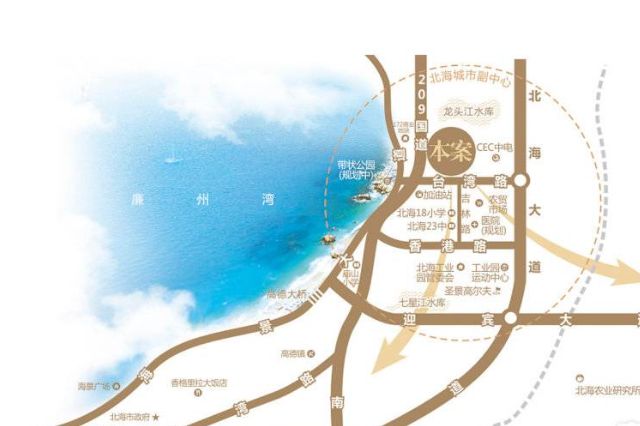 北海城市副中心
209国道
北海大道
龙头江水库
本案
CEC中电
带状公园
(规划中)
台湾路
加油站
吉林路
农贸
市场
北海18小学
医院
(规划)
北海23中
廉州湾
香港路
北海工业
园管委会
工业园
运动中心
圣景高尔夫
高德大桥
七星江水库
迎宾大
海景
高德镇
海景广场
香格里拉大饭店
湾路
南
道
北海市政府
北海农业研究所